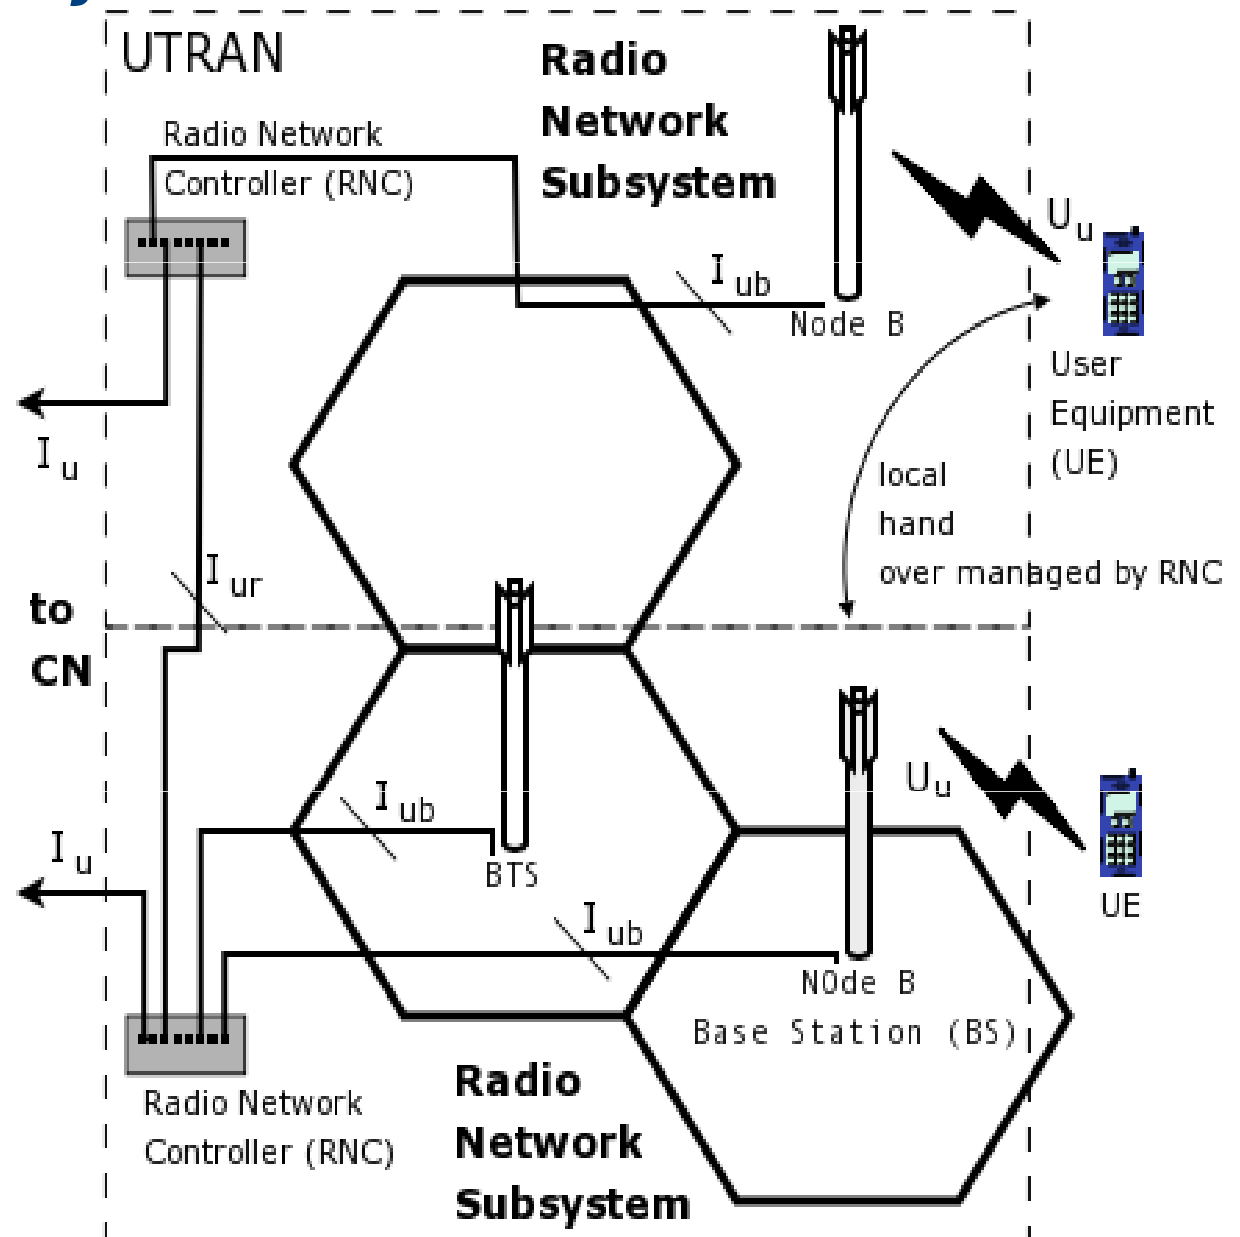 UTRAN
Radio
Network
Subsystem
Radio Network
Controller (RNC)
Uu
Iub
Node B
User
Equipment
(UE)
Iu
local
hand
over managed by RNC
Iur
to
CN
Uu
Iub
Iu
BTS
UE
Iub
NOde B
Base Station (BS)
Radio Network
Controller (RNC)
Radio
Network
Subsystem